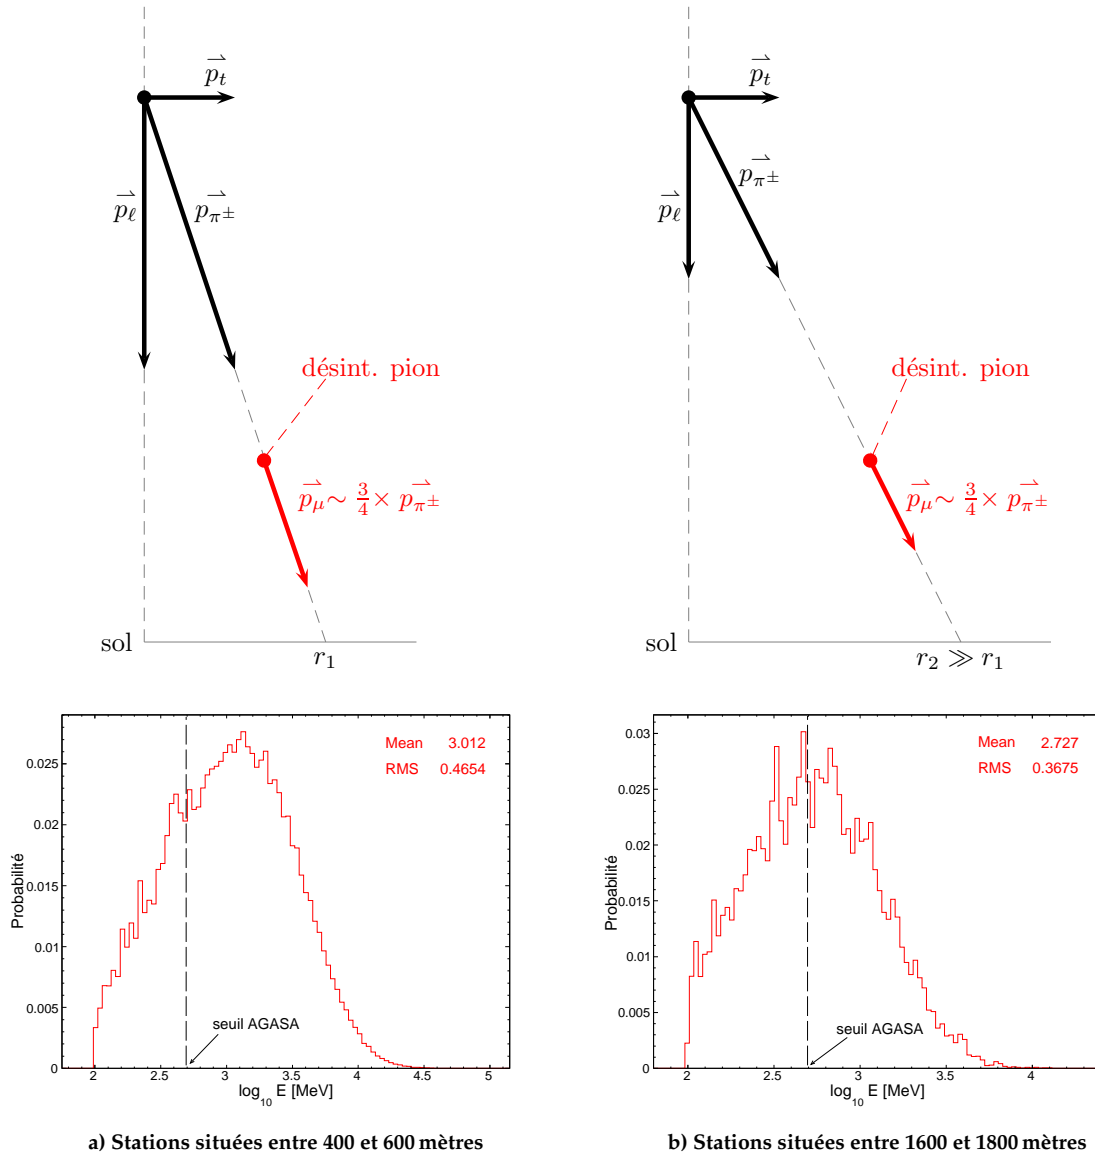 p_t
p_ℓ
p_π±
désint. pion
p_μ ~ 3/4 × p_π±
sol
r_1
p_t
p_ℓ
p_π±
désint. pion
p_μ ~ 3/4 × p_π±
sol
r_2 ≫ r_1
Mean 3.012
RMS 0.4654
Probabilité
0.025
0.02
0.015
0.01
0.005
0
seuil AGASA
2 2.5 3 3.5 4 4.5 5
log10 E [MeV]
a) Stations situées entre 400 et 600 mètres
Mean 2.727
RMS 0.3675
Probabilité
0.03
0.025
0.02
0.015
0.01
0.005
0
seuil AGASA
2 2.5 3 3.5 4
log10 E [MeV]
b) Stations situées entre 1600 et 1800 mètres